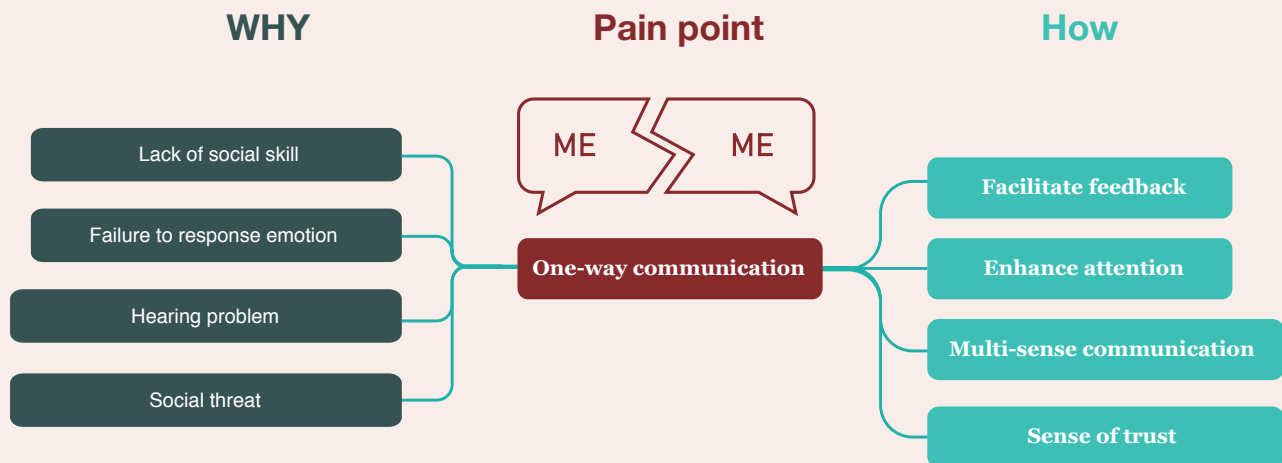 WHY
Pain point
How
ME
ME
Lack of social skill
Failure to response emotion
Hearing problem
Social threat
One-way communication
Facilitate feedback
Enhance attention
Multi-sense communication
Sense of trust